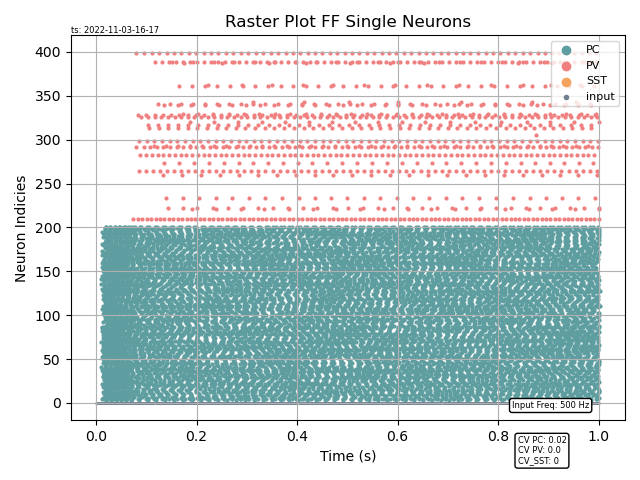 Raster Plot FF Single Neurons
ts: 2022-11-03-16-17
PC
PV
SST
input
400
350
300
250
200
150
100
50
0
Neuron Indicies
Input Freq: 500 Hz
0.0 0.2 0.4 0.6 0.8 1.0
Time (s)
CV PC: 0.02
CV PV: 0.0
CV_SST: 0